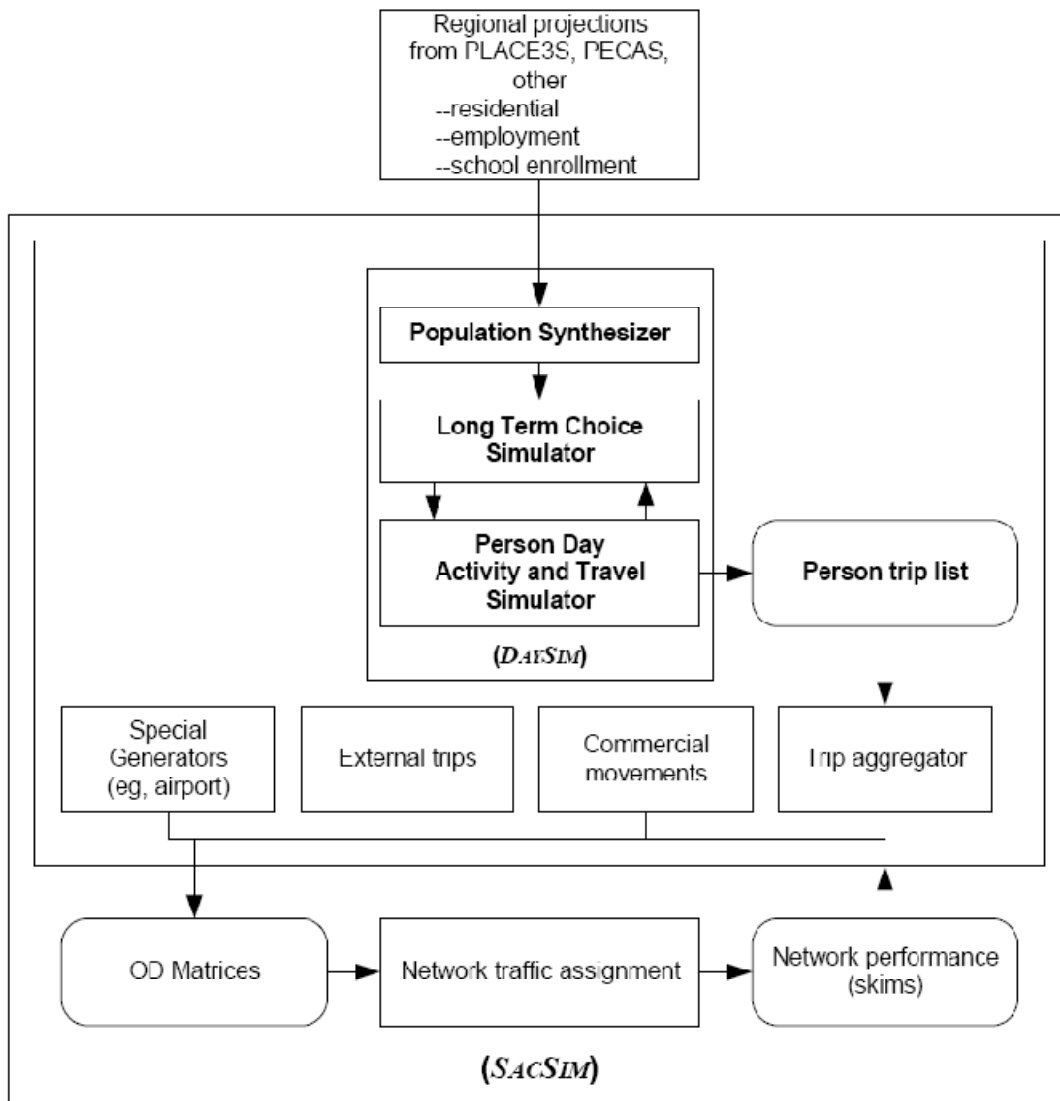 Regional projections
from PLACE3S, PECAS,
other
--residential
--employment
--school enrollment
Population Synthesizer
Long Term Choice
Simulator
Person Day
Activity and Travel
Simulator
Person trip list
(DAYSIM)
Special
Generators
(eg, airport)
External trips
Commercial
movements
Trip aggregator
OD Matrices
Network traffic assignment
Network performance
(skims)
(SACSIM)